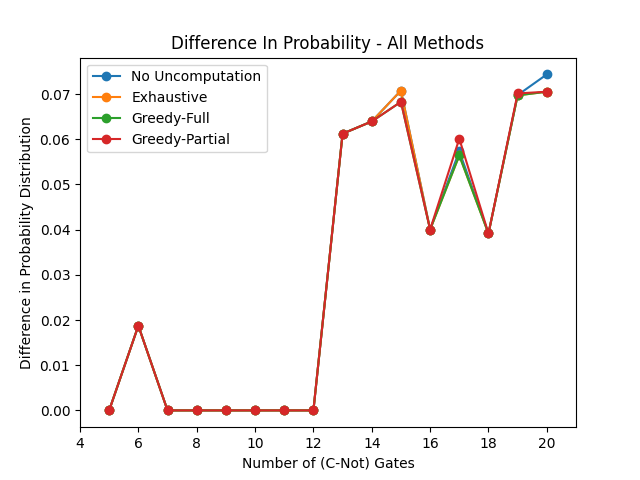 Difference In Probability - All Methods
No Uncomputation
Exhaustive
Greedy-Full
Greedy-Partial
Difference in Probability Distribution
0.07
0.06
0.05
0.04
0.03
0.02
0.01
0.00
4 6 8 10 12 14 16 18 20
Number of (C-Not) Gates